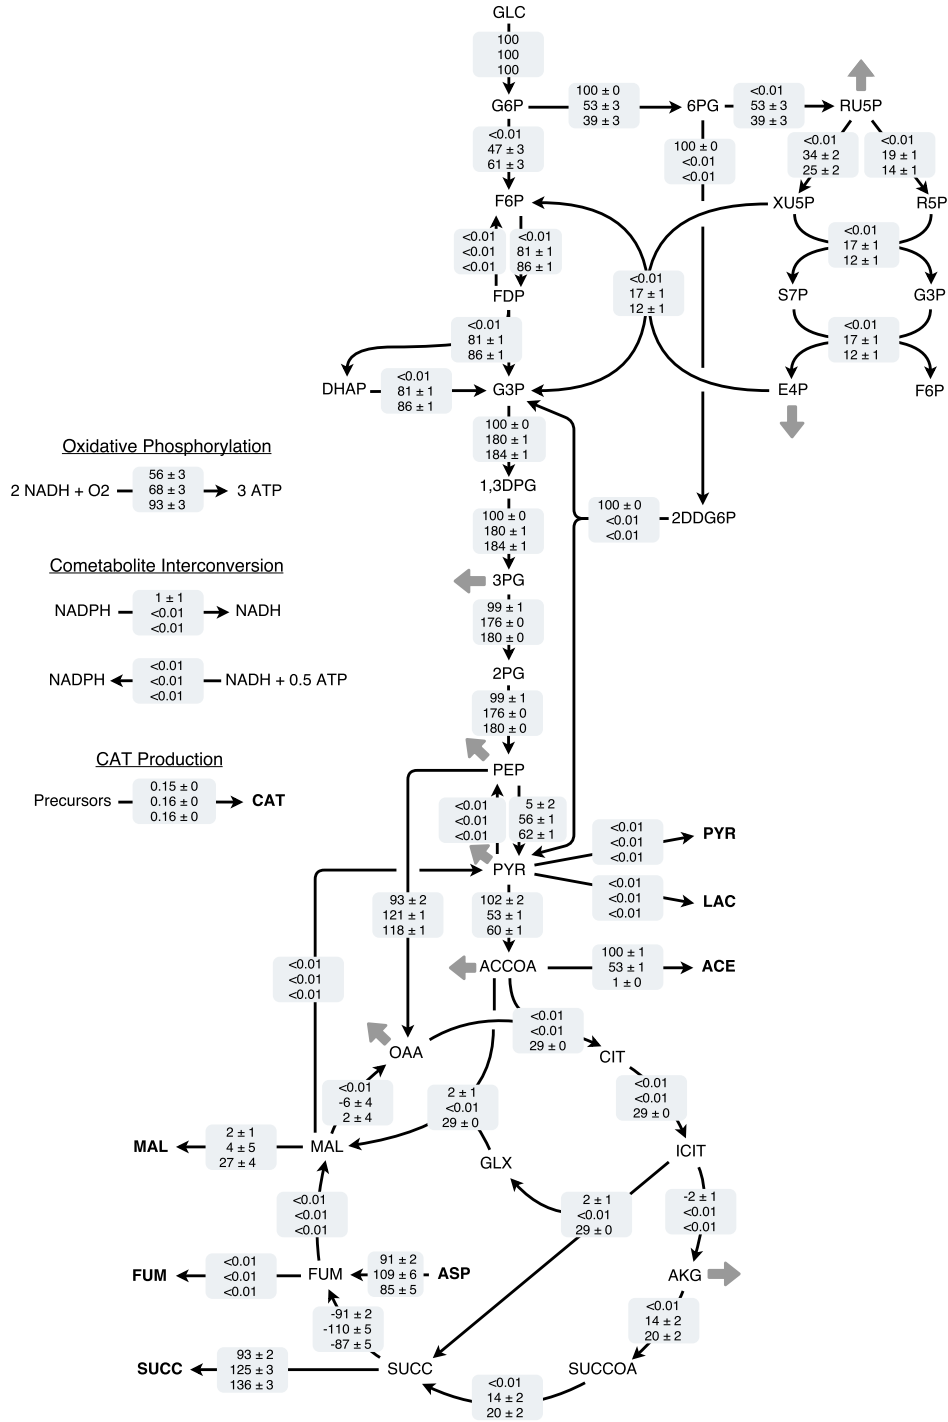 GLC
100
100
100
G6P
100 ± 0
53 ± 3
39 ± 3
6PG
<0.01
53 ± 3
39 ± 3
RU5P
<0.01
47 ± 3
61 ± 3
100 ± 0
<0.01
<0.01
<0.01
34 ± 2
25 ± 2
<0.01
19 ± 1
14 ± 1
F6P
XU5P
R5P
<0.01
<0.01
<0.01
<0.01
81 ± 1
86 ± 1
<0.01
17 ± 1
12 ± 1
<0.01
17 ± 1
12 ± 1
FDP
S7P
G3P
<0.01
81 ± 1
86 ± 1
<0.01
17 ± 1
12 ± 1
DHAP
<0.01
81 ± 1
86 ± 1
G3P
E4P
F6P
100 ± 0
180 ± 1
184 ± 1
Oxidative Phosphorylation
2 NADH + O2
56 ± 3
68 ± 3
93 ± 3
3 ATP
1,3DPG
100 ± 0
<0.01
<0.01
2DDG6P
100 ± 0
180 ± 1
184 ± 1
Cometabolite Interconversion
NADPH
1 ± 1
<0.01
<0.01
NADH
3PG
99 ± 1
176 ± 0
180 ± 0
NADPH
<0.01
<0.01
<0.01
NADH + 0.5 ATP
2PG
99 ± 1
176 ± 0
180 ± 0
CAT Production
Precursors
0.15 ± 0
0.16 ± 0
0.16 ± 0
CAT
PEP
<0.01
<0.01
<0.01
5 ± 2
56 ± 1
62 ± 1
<0.01
<0.01
<0.01
PYR
PYR
<0.01
<0.01
<0.01
LAC
93 ± 2
121 ± 1
118 ± 1
102 ± 2
53 ± 1
60 ± 1
<0.01
<0.01
<0.01
ACCOA
100 ± 1
53 ± 1
1 ± 0
ACE
OAA
<0.01
<0.01
29 ± 0
CIT
<0.01
-6 ± 4
2 ± 4
2 ± 1
<0.01
29 ± 0
<0.01
<0.01
29 ± 0
MAL
2 ± 1
4 ± 5
27 ± 4
MAL
GLX
ICIT
<0.01
<0.01
<0.01
2 ± 1
<0.01
29 ± 0
-2 ± 1
<0.01
<0.01
FUM
<0.01
<0.01
<0.01
FUM
91 ± 2
109 ± 6
85 ± 5
ASP
AKG
-91 ± 2
-110 ± 5
-87 ± 5
<0.01
14 ± 2
20 ± 2
SUCC
93 ± 2
125 ± 3
136 ± 3
SUCC
<0.01
14 ± 2
20 ± 2
SUCCOA